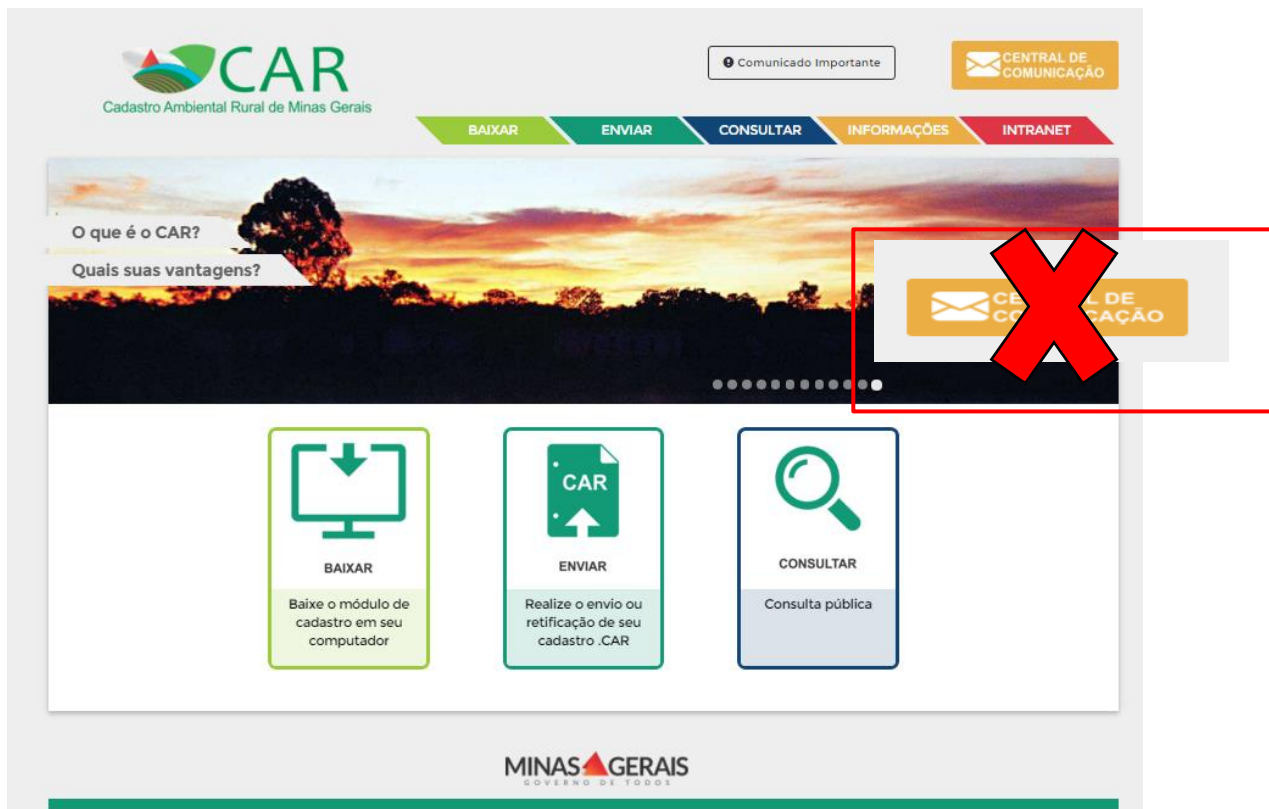 CAR
Cadastro Ambiental Rural de Minas Gerais
Comunicado Importante
CENTRAL DE
COMUNICAÇÃO
BAIXAR ENVIAR CONSULTAR INFORMAÇÕES INTRANET
O que é o CAR?
Quais suas vantagens?
DE
CAR
BAIXAR
Baixe o módulo de
cadastro em seu
computador
ENVIAR
Realize o envio ou
retificação de seu
cadastro .CAR
CONSULTAR
Consulta pública
MINAS GERAIS
GOVERNO DE TODOS